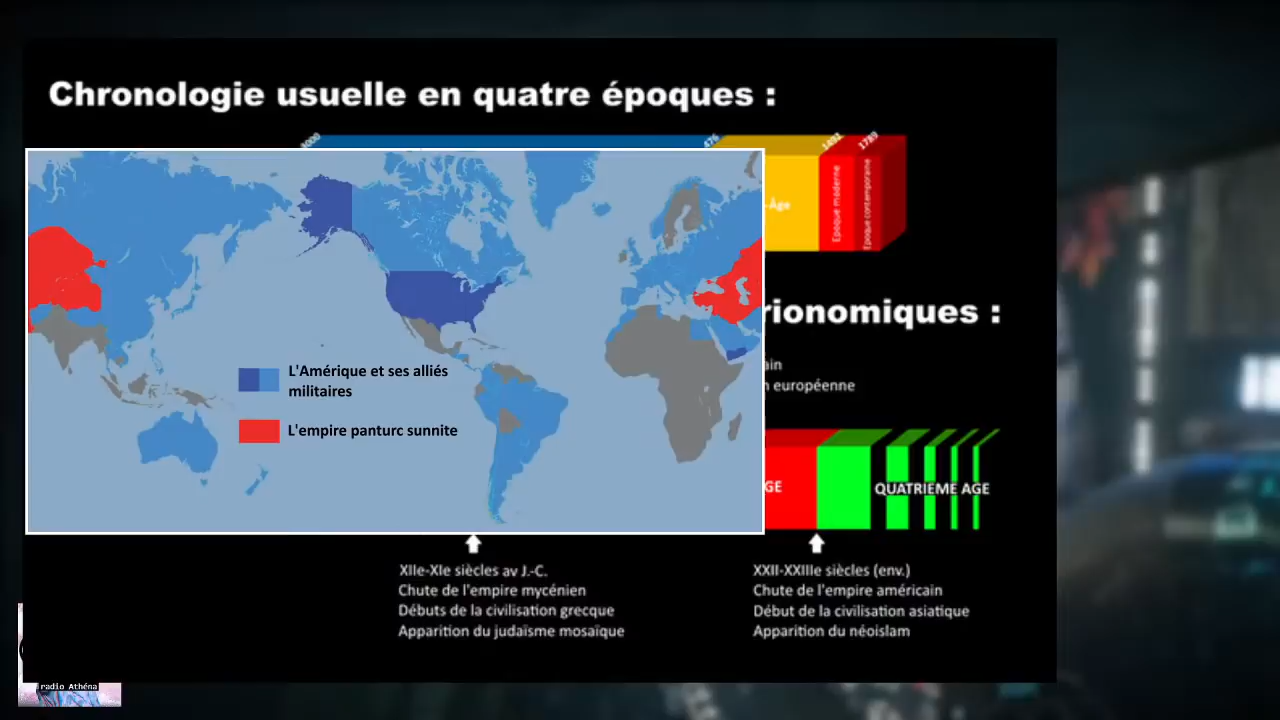 Chronologie usuelle en quatre époques :
476
1492
1789
Epoque moderne
Epoque contemporaine
-Âge
L'Amérique et ses alliés
militaires
L'empire panturc sunnite
rionomiques :
ain
n européenne
GE
QUATRIEME AGE
XIIe-XIe siècles av J.-C.
Chute de l'empire mycénien
Débuts de la civilisation grecque
Apparition du judaïsme mosaïque
XXII-XXIIIe siècles (env.)
Chute de l'empire américain
Début de la civilisation asiatique
Apparition du néoislam
radio Athéna